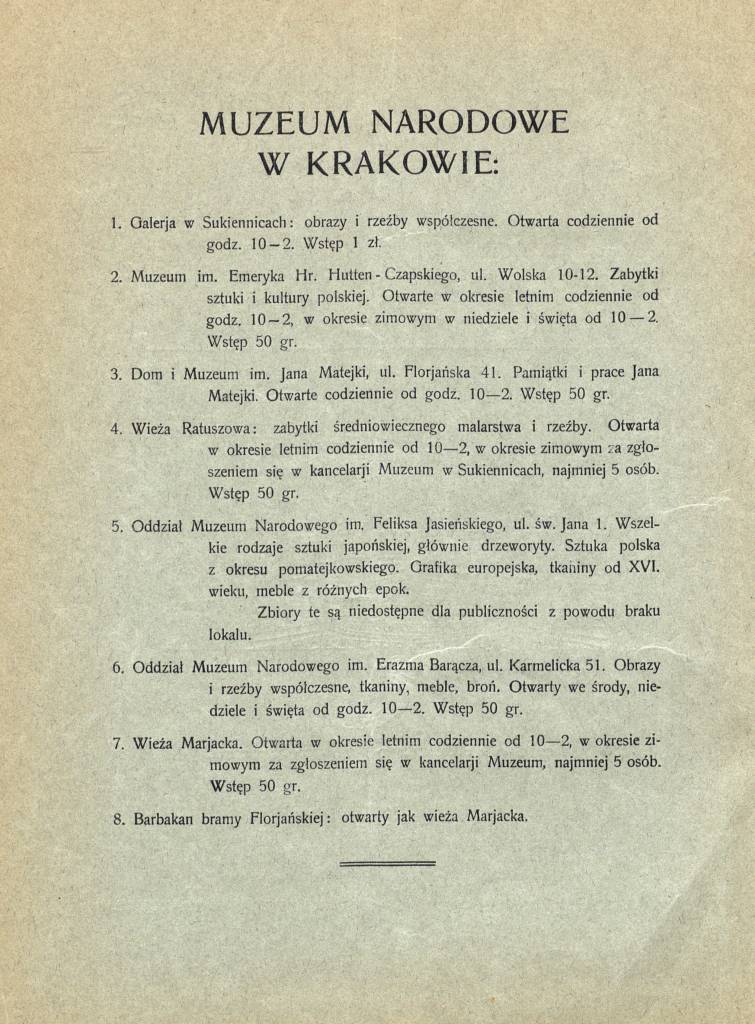 MUZEUM NARODOWE
W KRAKOWIE:
1. Galerja w Sukiennicach: obrazy i rzeźby współczesne. Otwarta codziennie od
godz. 10—2. Wstęp 1 zł.
2. Muzeum im. Emeryka Hr. Hutten-Czapskiego, ul. Wolska 10-12. Zabytki
sztuki i kultury polskiej. Otwarte w okresie letnim codziennie od
godz. 10—2, w okresie zimowym w niedziele i święta od 10—2.
Wstęp 50 gr.
3. Dom i Muzeum im. Jana Matejki, ul. Florjańska 41. Pamiątki i prace Jana
Matejki. Otwarte codziennie od godz. 10—2. Wstęp 50 gr.
4. Wieża Ratuszowa: zabytki średniowiecznego malarstwa i rzeźby. Otwarta
w okresie letnim codziennie od 10—2, w okresie zimowym za zgło-
szeniem się w kancelarji Muzeum w Sukiennicach, najmniej 5 osób.
Wstęp 50 gr.
5. Oddział Muzeum Narodowego im. Feliksa Jasieńskiego, ul. św. Jana 1. Wszel-
kie rodzaje sztuki japońskiej, głównie drzeworyty. Sztuka polska
z okresu pomatejkowskiego. Grafika europejska, tkaniny od XVI.
wieku, meble z różnych epok.
Zbiory te są niedostępne dla publiczności z powodu braku
lokalu.
6. Oddział Muzeum Narodowego im. Erazma Barącza, ul. Karmelicka 51. Obrazy
i rzeźby współczesne, tkaniny, meble, broń. Otwarty we środy, nie-
dziele i święta od godz. 10—2. Wstęp 50 gr.
7. Wieża Marjacka. Otwarta w okresie letnim codziennie od 10—2, w okresie zi-
mowym za zgłoszeniem się w kancelarji Muzeum, najmniej 5 osób.
Wstęp 50 gr.
8. Barbakan bramy Florjańskiej: otwarty jak wieża Marjacka.